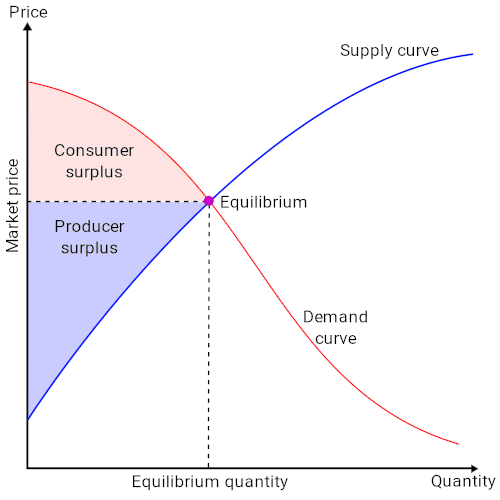 Price
Supply curve
Consumer
surplus
Market price
Equilibrium
Producer
surplus
Demand
curve
Equilibrium quantity
Quantity